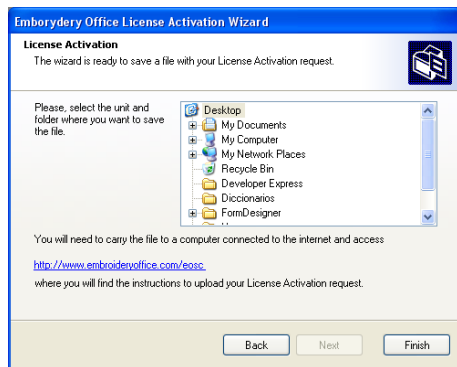 Emborydery Office License Activation Wizard
License Activation
The wizard is ready to save a file with your License Activation request.
Please, select the unit and
folder where you want to save
the file.
Desktop
My Documents
My Computer
My Network Places
Recycle Bin
Developer Express
Diccionarios
FormDesigner
You will need to carry the file to a computer connected to the internet and access
http://www.embroideryoffice.com/eosc
where you will find the instructions to upload your License Activation request.
Back
Next
Finish